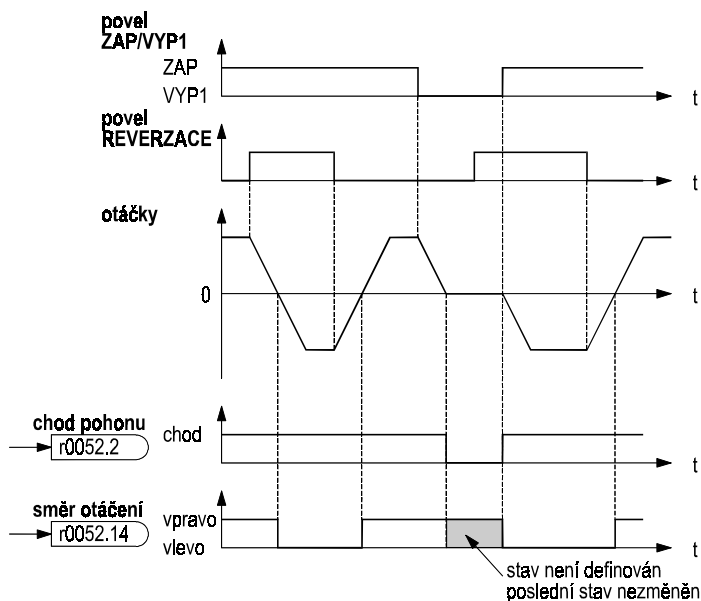 povel
ZAP/VYP1
ZAP
VYP1
t
povel
REVERZACE
t
otáčky
0
t
chod pohonu
r0052.2
chod
t
směr otáčení
r0052.14
vpravo
vlevo
t
stav není definován
poslední stav nezměněn